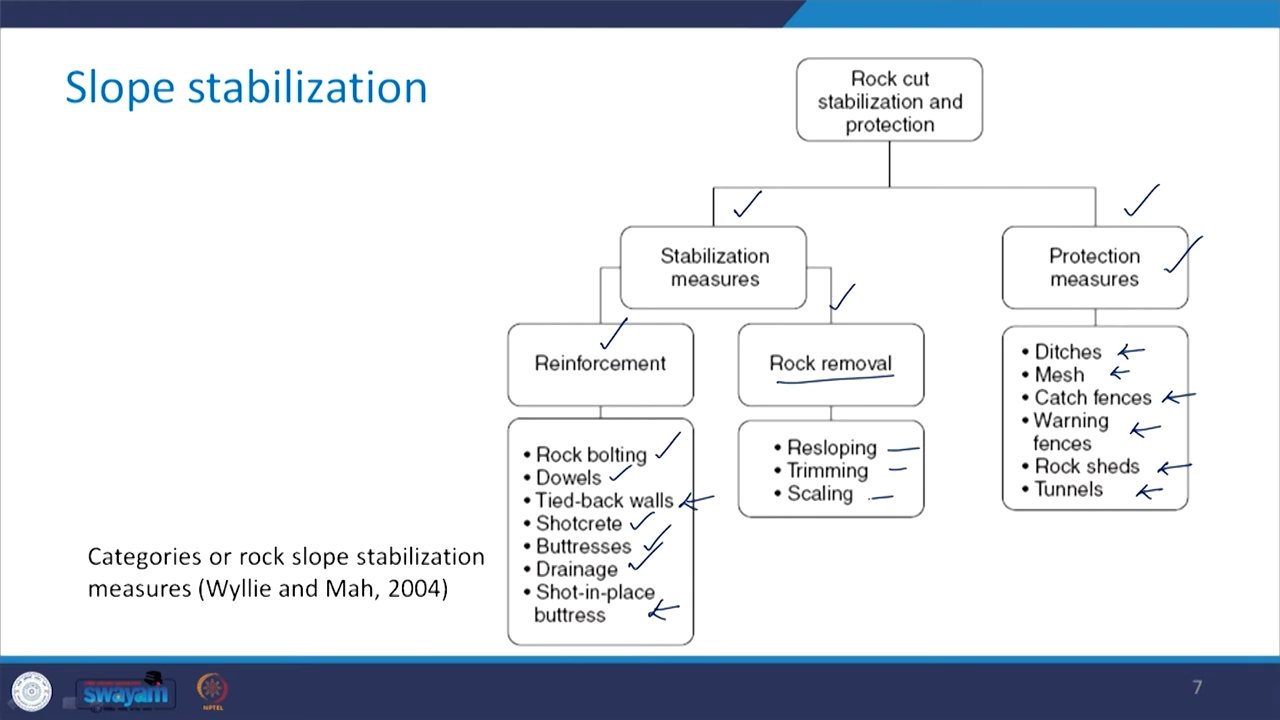 Slope stabilization
Rock cut
stabilization and
protection
Stabilization
measures
Protection
measures
Reinforcement
Rock removal
• Rock bolting
• Dowels
• Tied-back walls
• Shotcrete
• Buttresses
• Drainage
• Shot-in-place
buttress
• Resloping
• Trimming
• Scaling
• Ditches
• Mesh
• Catch fences
• Warning
fences
• Rock sheds
• Tunnels
Categories or rock slope stabilization
measures (Wyllie and Mah, 2004)
swayam
NPTEL
7